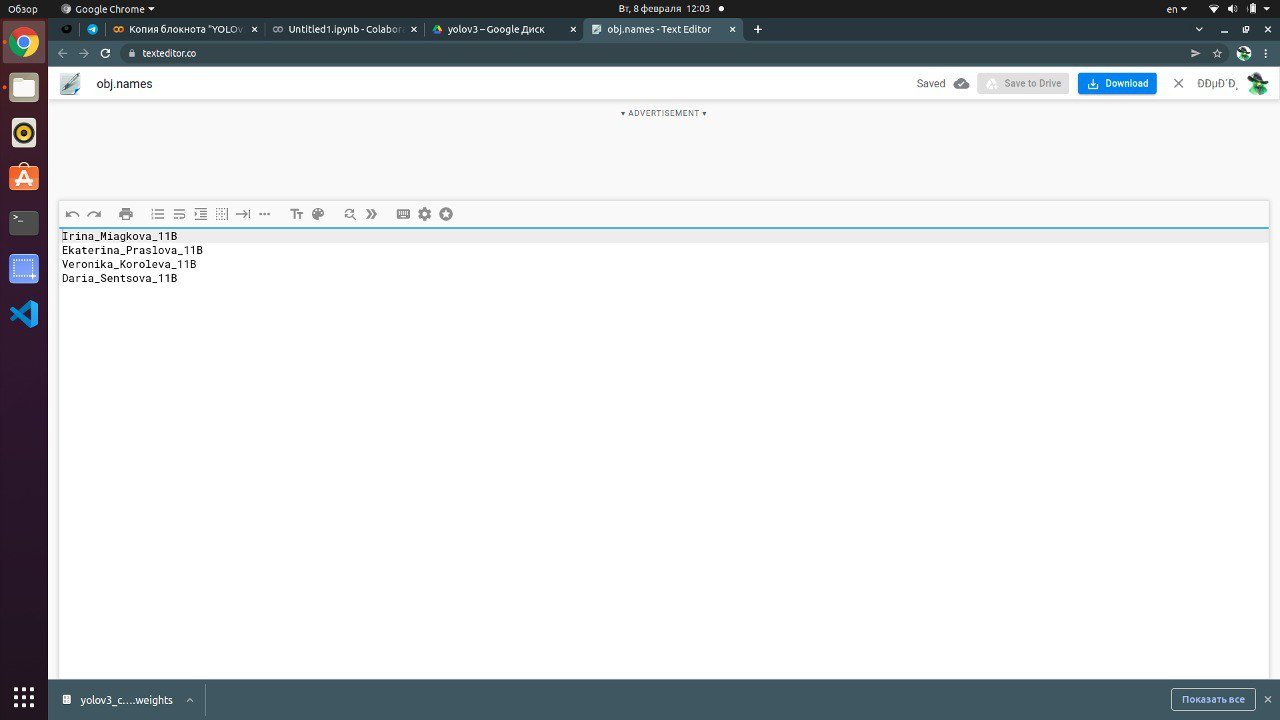 Обзор
Google Chrome
Вт, 8 февраля 12:03
en
Копия блокнота "YOLOv
Untitled1.ipynb - Colabora
yolov3 – Google Диск
obj.names - Text Editor
texteditor.co
obj.names
Saved
Save to Drive
Download
ÐÐµÐ´Ð¸
▾ ADVERTISEMENT ▾
Irina_Miagkova_11B
Ekaterina_Praslova_11B
Veronika_Koroleva_11B
Daria_Sentsova_11B
yolov3_c....weights
Показать все